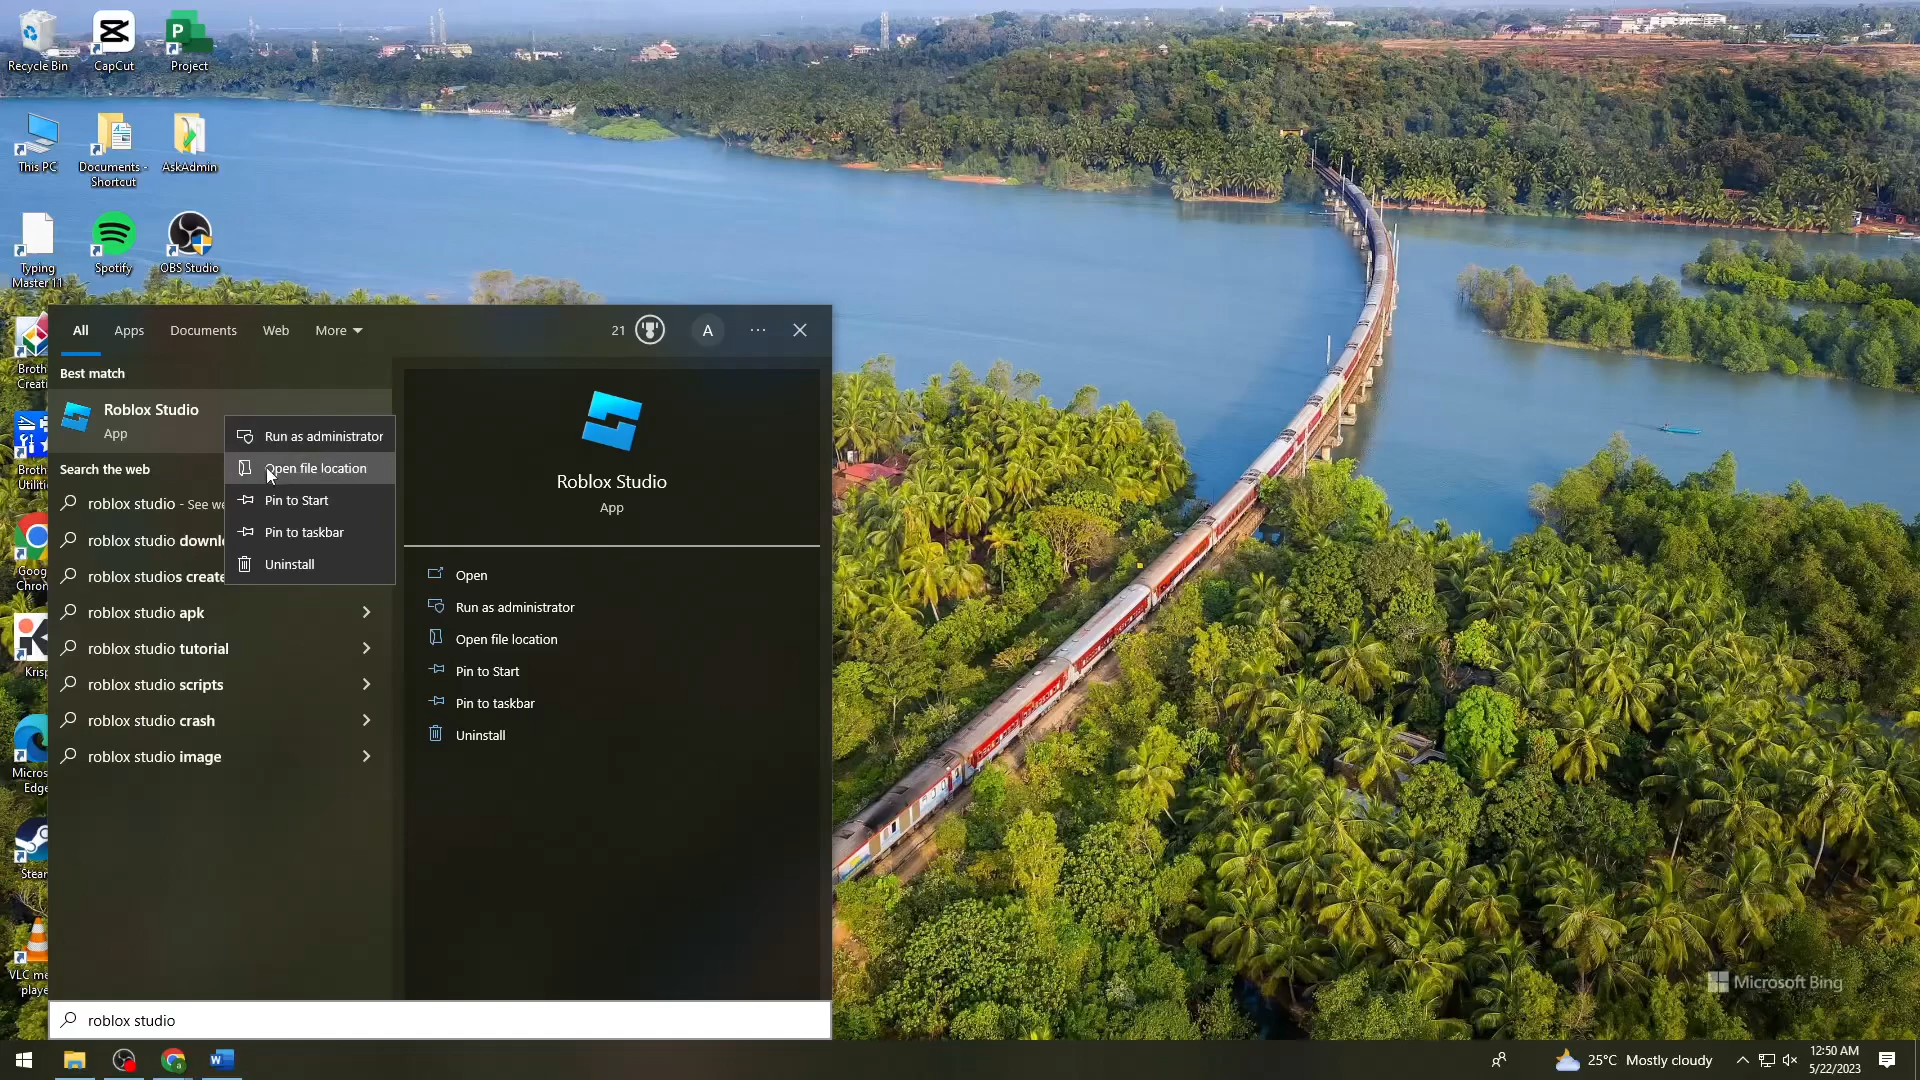 Recycle Bin
CapCut
Project
This PC
Documents -
Shortcut
AskAdmin
Typing
Master 11
Spotify
OBS Studio
Broth
Creati
Broth
Utiliti
Goog
Chron
Krisp
Micros
Edge
Stean
VLC me
playe
All
Apps
Documents
Web
More
21
A
Best match
Roblox Studio
App
Search the web
roblox studio - See we
roblox studio downlo
roblox studios create
roblox studio apk
roblox studio tutorial
roblox studio scripts
roblox studio crash
roblox studio image
Run as administrator
Open file location
Pin to Start
Pin to taskbar
Uninstall
Roblox Studio
App
Open
Run as administrator
Open file location
Pin to Start
Pin to taskbar
Uninstall
Microsoft Bing
roblox studio
25°C Mostly cloudy
12:50 AM
5/22/2023